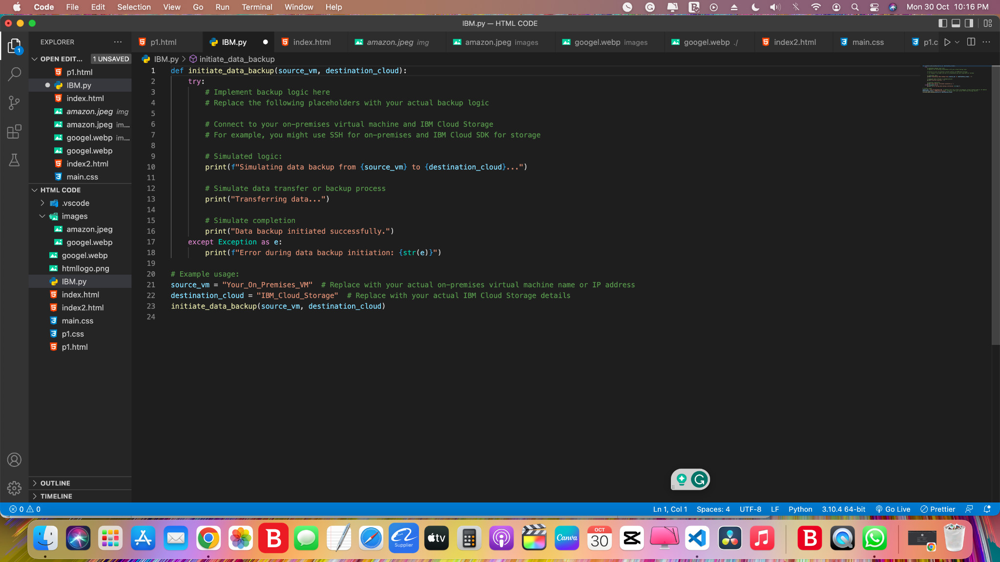 Code File Edit Selection View Go Run Terminal Window Help
Mon 30 Oct 10:16 PM
IBM.py — HTML CODE
EXPLORER
p1.html
IBM.py
index.html
amazon.jpeg img
amazon.jpeg images
googel.webp images
googel.webp ./
index2.html
main.css
p1.c
OPEN EDIT... 1 UNSAVED
p1.html
IBM.py
index.html
amazon.jpeg img
amazon.jpeg im...
googel.webp im...
googel.webp
index2.html
main.css
HTML CODE
.vscode
images
amazon.jpeg
googel.webp
googel.webp
htmllogo.png
IBM.py
index.html
index2.html
main.css
p1.css
p1.html
OUTLINE
TIMELINE
IBM.py > initiate_data_backup
1 def initiate_data_backup(source_vm, destination_cloud):
2 try:
3 # Implement backup logic here
4 # Replace the following placeholders with your actual backup logic
5
6 # Connect to your on-premises virtual machine and IBM Cloud Storage
7 # For example, you might use SSH for on-premises and IBM Cloud SDK for storage
8
9 # Simulated logic:
10 print(f"Simulating data backup from {source_vm} to {destination_cloud}...")
11
12 # Simulate data transfer or backup process
13 print("Transferring data...")
14
15 # Simulate completion
16 print("Data backup initiated successfully.")
17 except Exception as e:
18 print(f"Error during data backup initiation: {str(e)}")
19
20 # Example usage:
21 source_vm = "Your_On_Premises_VM" # Replace with your actual on-premises virtual machine name or IP address
22 destination_cloud = "IBM_Cloud_Storage" # Replace with your actual IBM Cloud Storage details
23 initiate_data_backup(source_vm, destination_cloud)
24
0 0
Ln 1, Col 1 Spaces: 4 UTF-8 LF Python 3.10.4 64-bit Go Live Prettier
B
Supplier
tv
Canva
OCT
30
B